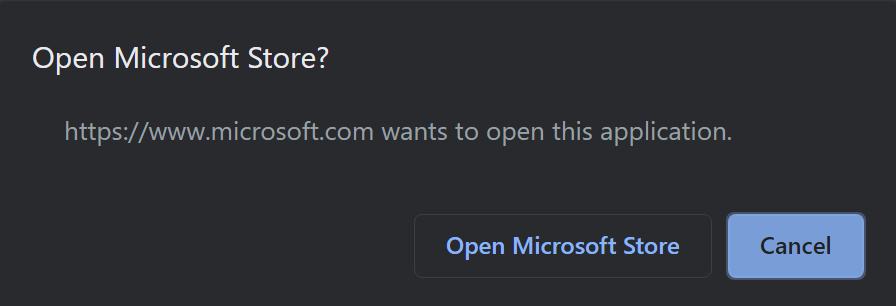 Open Microsoft Store?
https://www.microsoft.com wants to open this application.
Open Microsoft Store
Cancel